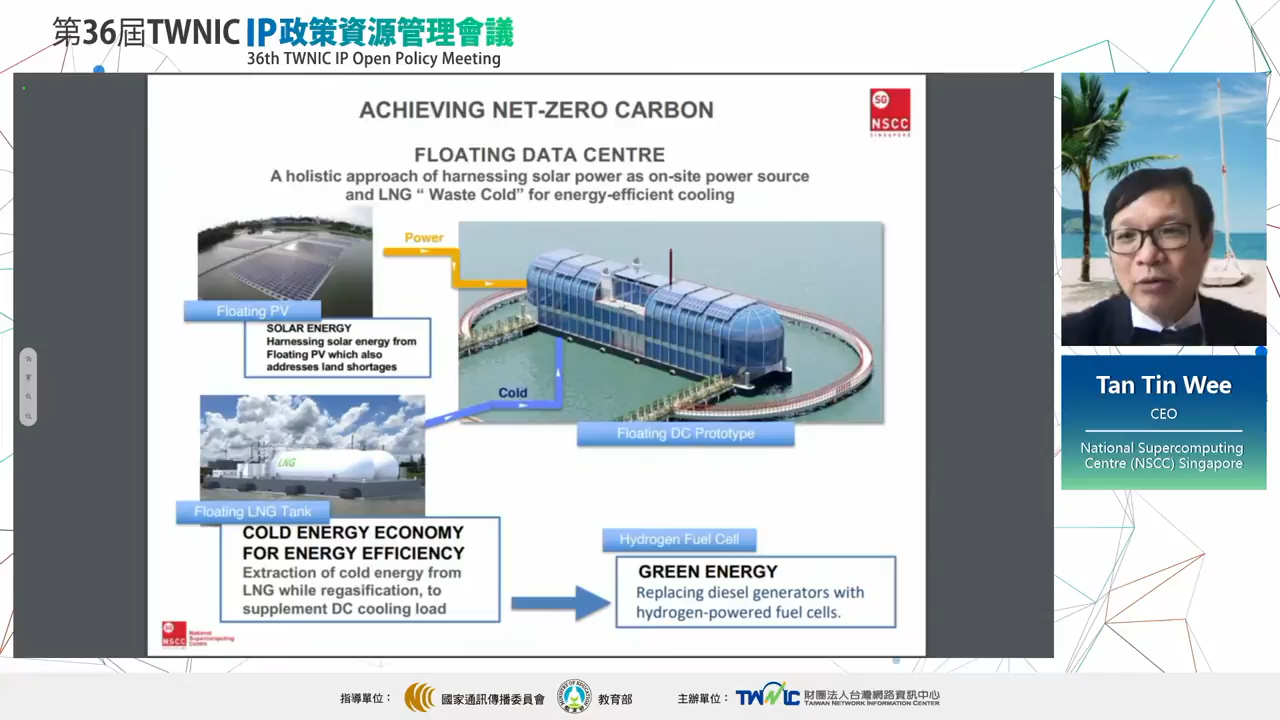 第36屆TWNIC IP政策資源管理會議
36th TWNIC IP Open Policy Meeting
ACHIEVING NET-ZERO CARBON
SG
NSCC
SINGAPORE
FLOATING DATA CENTRE
A holistic approach of harnessing solar power as on-site power source
and LNG “ Waste Cold” for energy-efficient cooling
Power
Floating PV
SOLAR ENERGY
Harnessing solar energy from
Floating PV which also
addresses land shortages
Cold
Floating DC Prototype
LNG
Floating LNG Tank
COLD ENERGY ECONOMY
FOR ENERGY EFFICIENCY
Extraction of cold energy from
LNG while regasification, to
supplement DC cooling load
Hydrogen Fuel Cell
GREEN ENERGY
Replacing diesel generators with
hydrogen-powered fuel cells.
NSCC
National
Supercomputing
Centre
Tan Tin Wee
CEO
National Supercomputing
Centre (NSCC) Singapore
指導單位： 國家通訊傳播委員會 教育部 主辦單位： TWNIC 財團法人台灣網路資訊中心
TAIWAN NETWORK INFORMATION CENTER